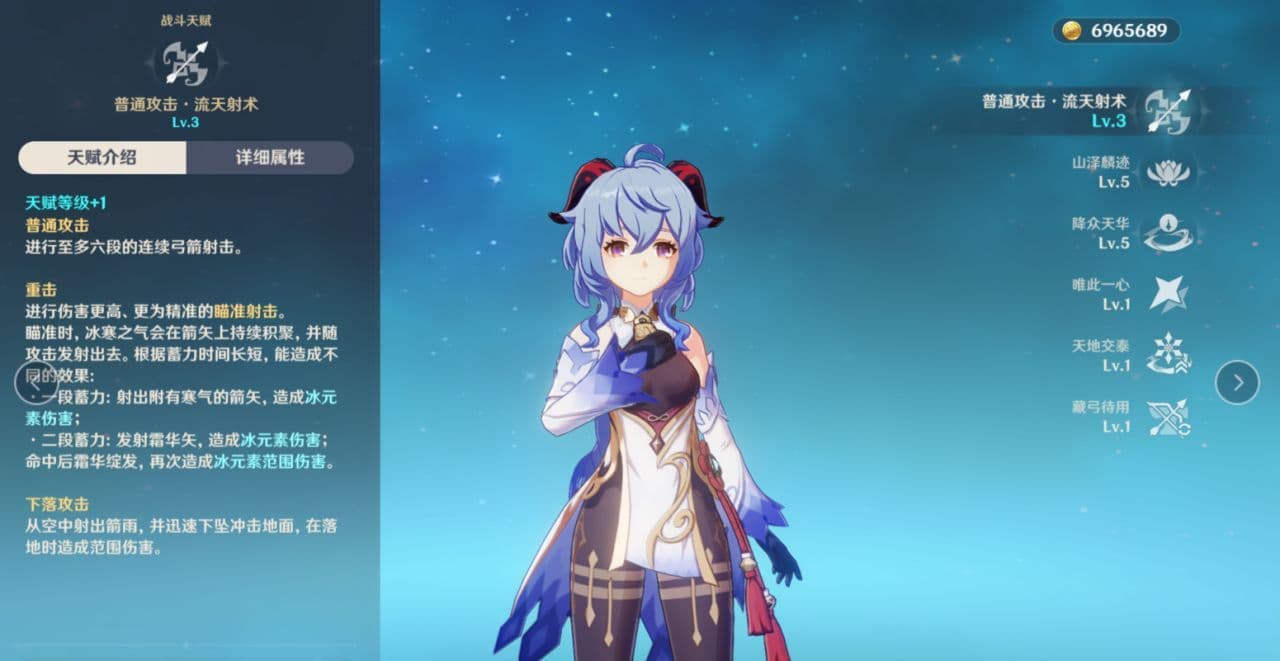 战斗天赋
普通攻击·流天射术
Lv.3
天赋介绍
详细属性
天赋等级+1
普通攻击
进行至多六段的连续弓箭射击。
重击
进行伤害更高、更为精准的瞄准射击。
瞄准时，冰寒之气会在箭矢上持续积聚，并随
攻击发射出去。根据蓄力时间长短，能造成不
同的效果：
·一段蓄力：射出附有寒气的箭矢，造成冰元
素伤害；
·二段蓄力：发射霜华矢，造成冰元素伤害；
命中后霜华绽发，再次造成冰元素范围伤害。
下落攻击
从空中射出箭雨，并迅速下坠冲击地面，在落
地时造成范围伤害。
6965689
普通攻击·流天射术
Lv.3
山泽麟迹
Lv.5
降众天华
Lv.5
唯此一心
Lv.1
天地交泰
Lv.1
藏弓待用
Lv.1